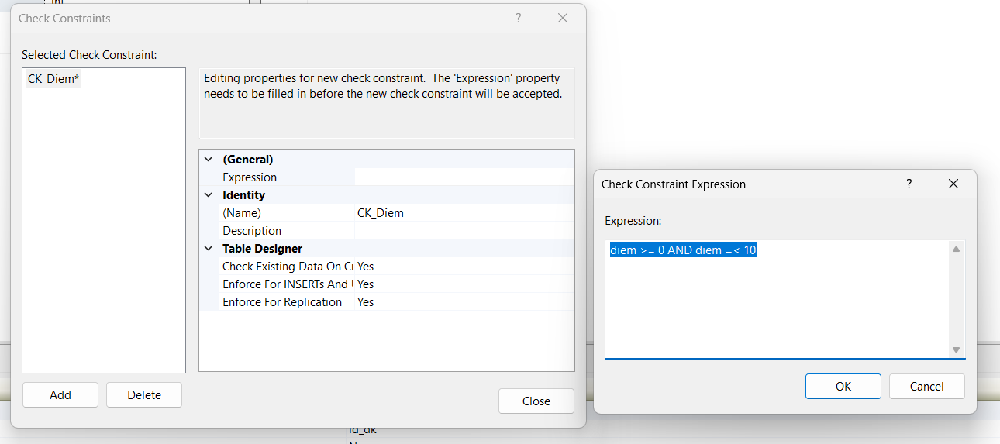 int
Check Constraints
Selected Check Constraint:
CK_Diem*
Editing properties for new check constraint.  The 'Expression' property
needs to be filled in before the new check constraint will be accepted.
(General)
Expression
Identity
(Name) CK_Diem
Description
Table Designer
Check Existing Data On Cr Yes
Enforce For INSERTs And U Yes
Enforce For Replication Yes
Add
Delete
Close
Check Constraint Expression
Expression:
diem >= 0 AND diem =< 10
OK
Cancel
id_dk